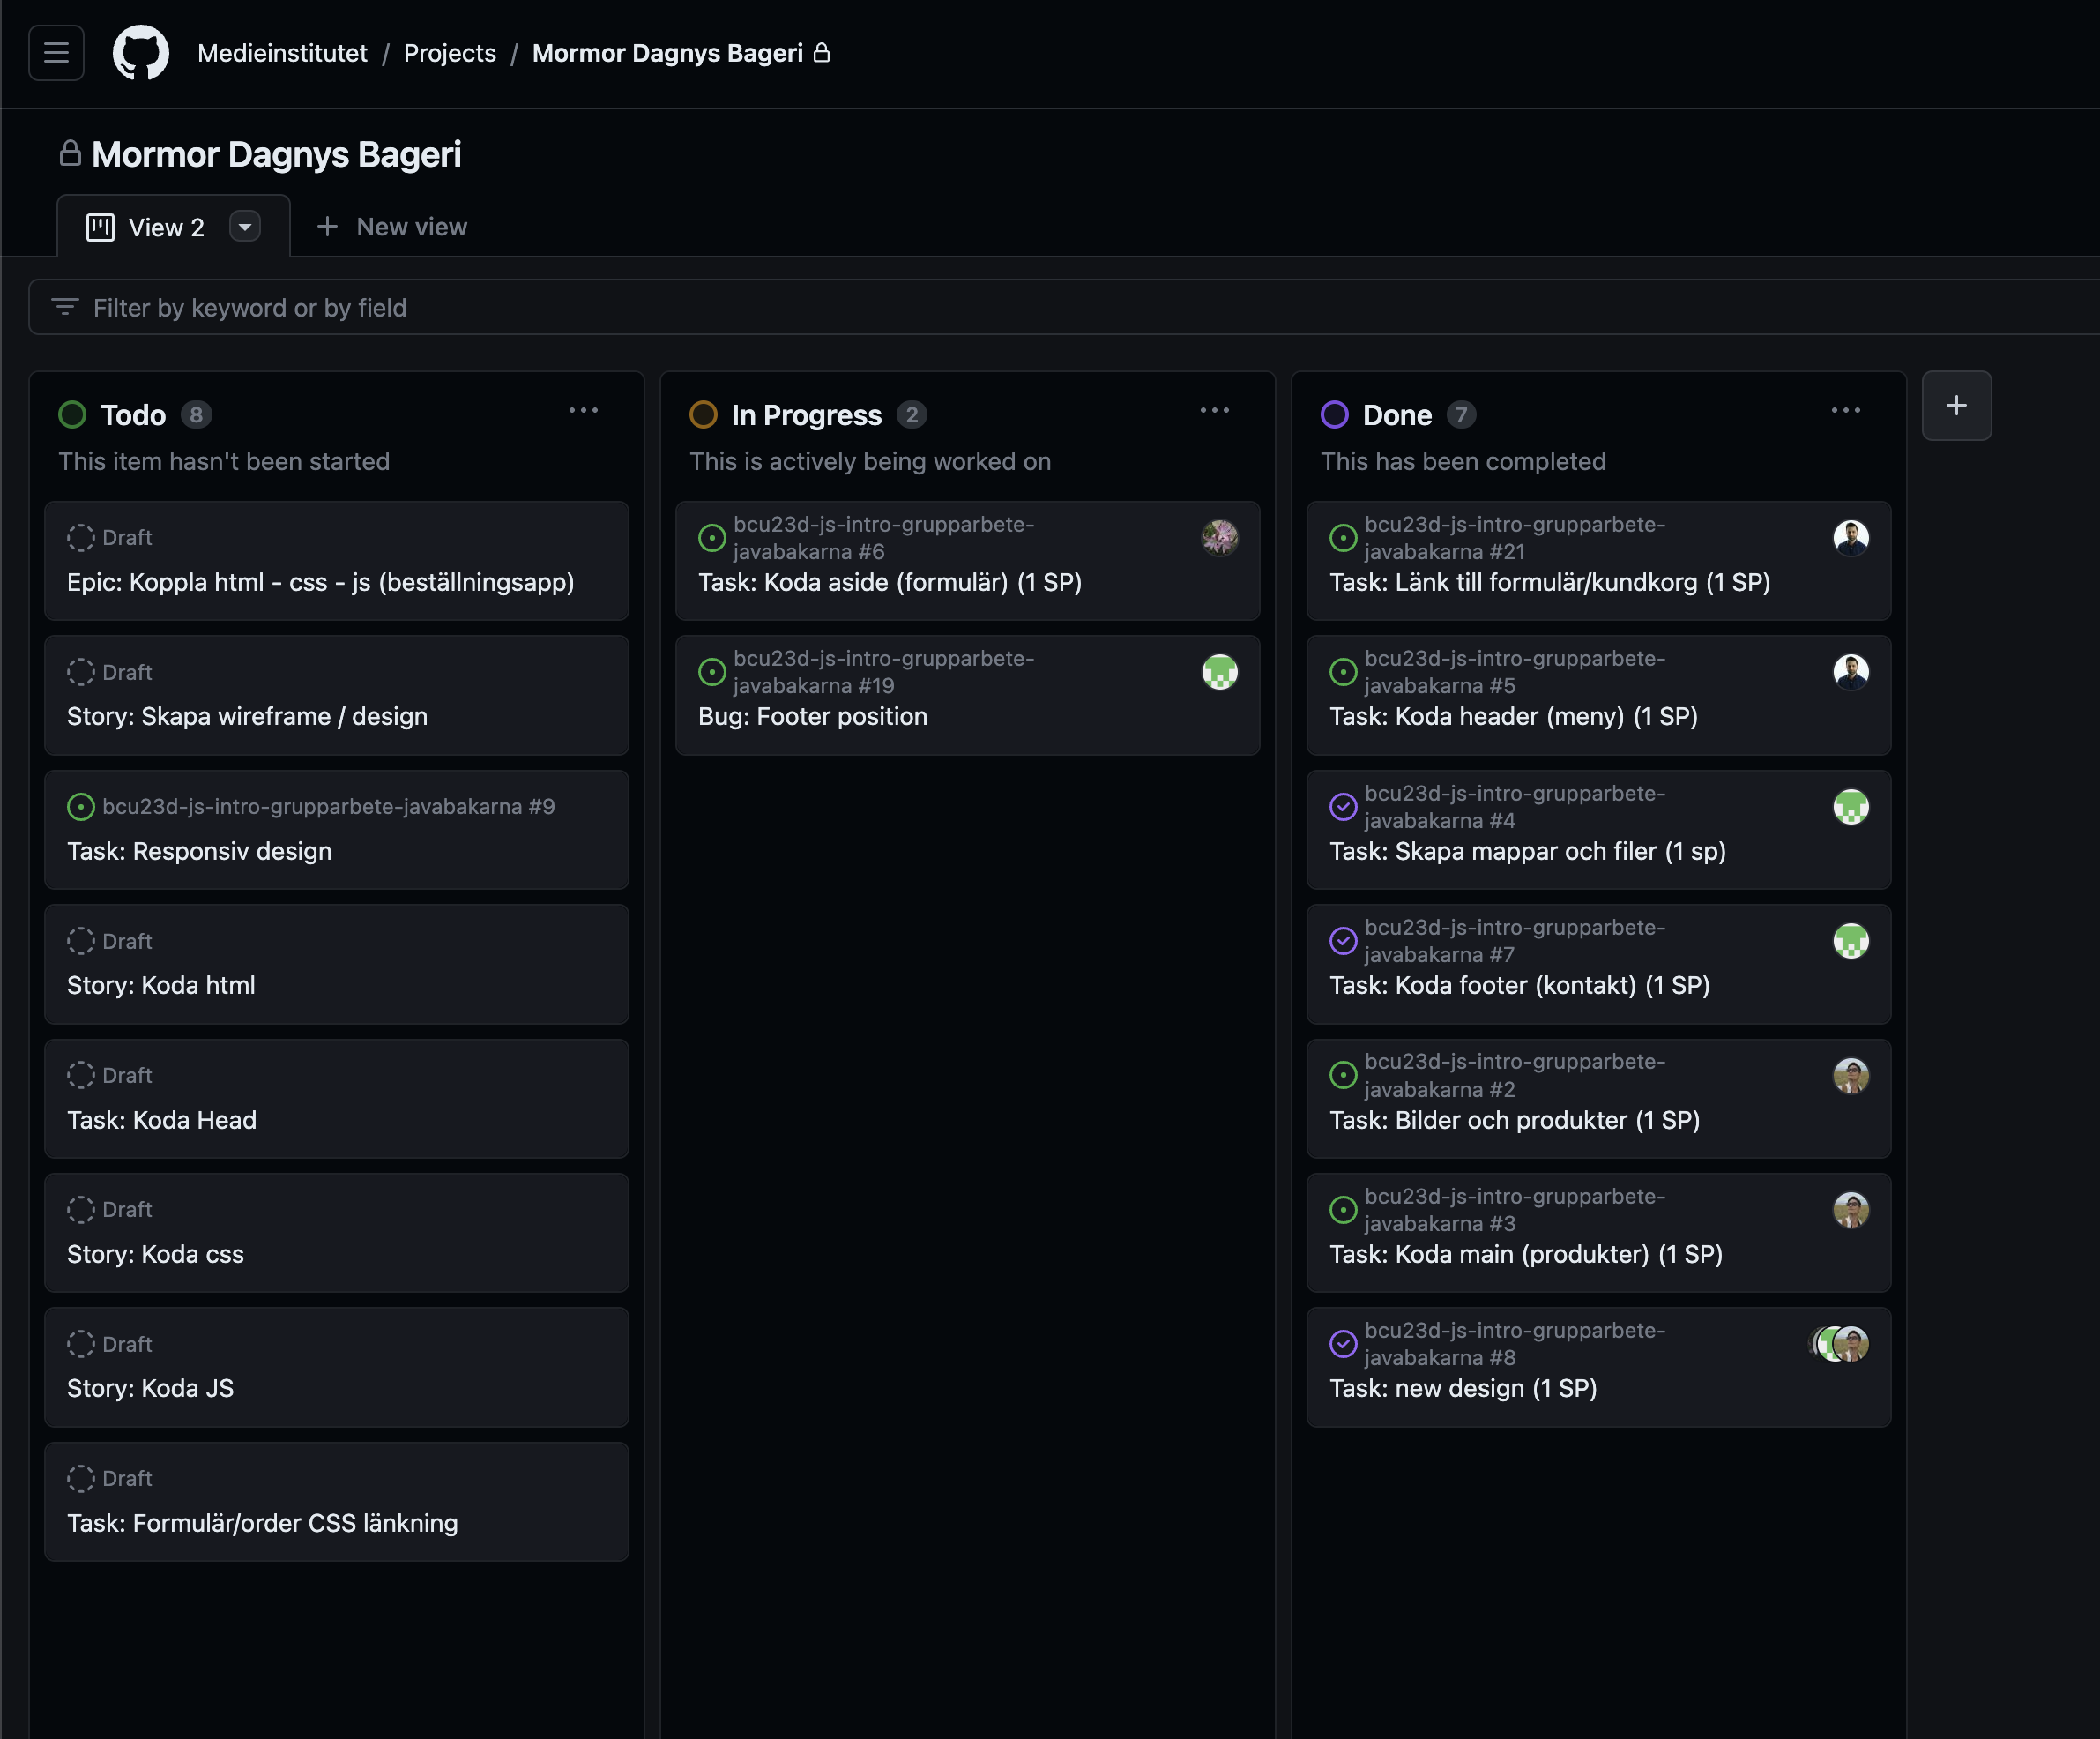 Medieinstitutet / Projects / Mormor Dagnys Bageri
Mormor Dagnys Bageri
View 2
New view
Filter by keyword or by field
Todo 8
This item hasn't been started
Draft
Epic: Koppla html - css - js (beställningsapp)
Draft
Story: Skapa wireframe / design
bcu23d-js-intro-grupparbete-javabakarna #9
Task: Responsiv design
Draft
Story: Koda html
Draft
Task: Koda Head
Draft
Story: Koda css
Draft
Story: Koda JS
Draft
Task: Formulär/order CSS länkning
In Progress 2
This is actively being worked on
bcu23d-js-intro-grupparbete-
javabakarna #6
Task: Koda aside (formulär) (1 SP)
bcu23d-js-intro-grupparbete-
javabakarna #19
Bug: Footer position
Done 7
This has been completed
bcu23d-js-intro-grupparbete-
javabakarna #21
Task: Länk till formulär/kundkorg (1 SP)
bcu23d-js-intro-grupparbete-
javabakarna #5
Task: Koda header (meny) (1 SP)
bcu23d-js-intro-grupparbete-
javabakarna #4
Task: Skapa mappar och filer (1 sp)
bcu23d-js-intro-grupparbete-
javabakarna #7
Task: Koda footer (kontakt) (1 SP)
bcu23d-js-intro-grupparbete-
javabakarna #2
Task: Bilder och produkter (1 SP)
bcu23d-js-intro-grupparbete-
javabakarna #3
Task: Koda main (produkter) (1 SP)
bcu23d-js-intro-grupparbete-
javabakarna #8
Task: new design (1 SP)